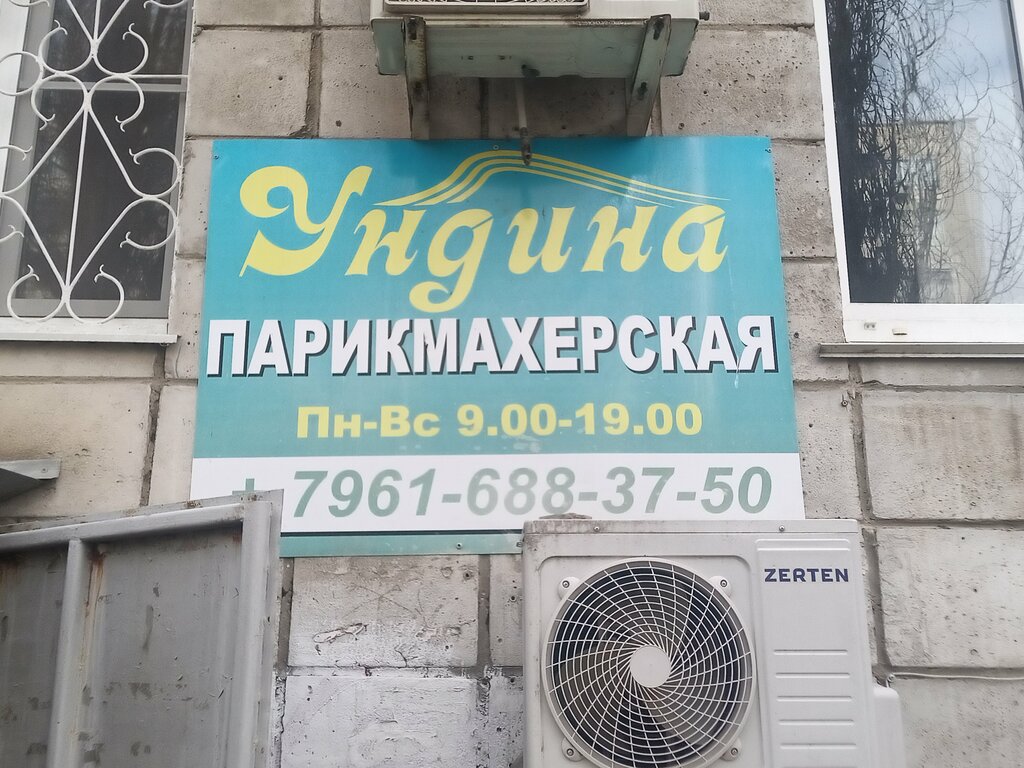 Ундина
ПАРИКМАХЕРСКАЯ
Пн-Вс 9.00-19.00
+ 7961-688-37-50
ZERTEN